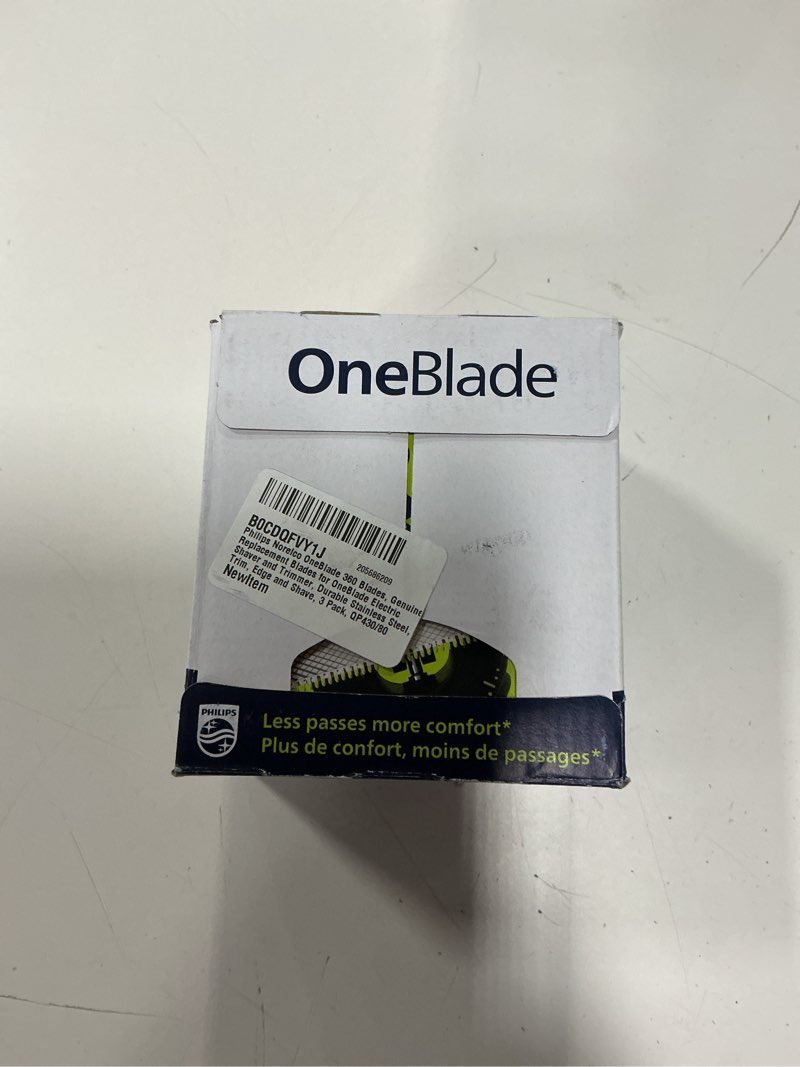 OneBlade
B0CDQFVY1J
205686209
Philips Norelco OneBlade 360 Blades, Genuine
Replacement Blades for OneBlade Electric
Shaver and Trimmer, Durable Stainless Steel,
Trim, Edge and Shave, 3 Pack, QP430/80
NewItem
PHILIPS
Less passes more comfort*
Plus de confort, moins de passages*